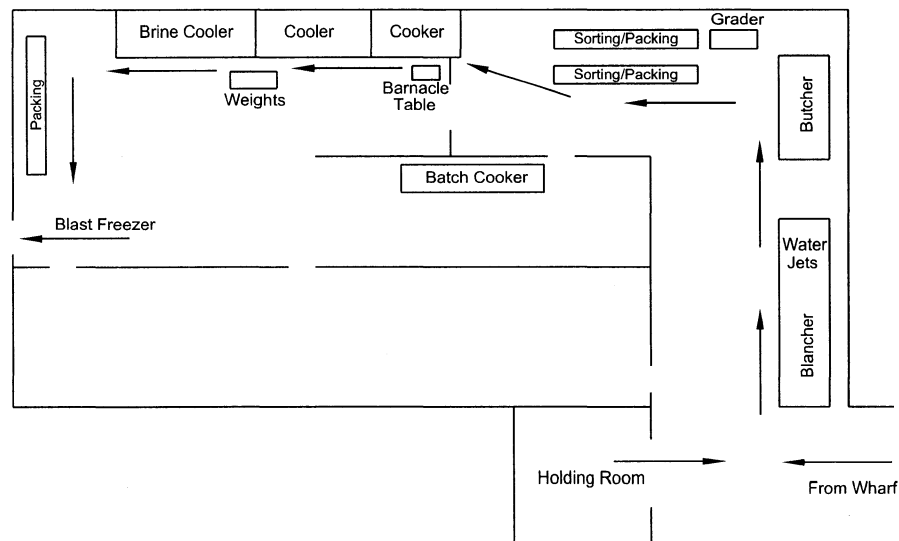 Grader
Brine Cooler
Cooler
Cooker
Sorting/Packing
Sorting/Packing
Packing
Weights
Barnacle
Table
Butcher
Batch Cooker
Blast Freezer
Water
Jets
Blancher
Holding Room
From Wharf